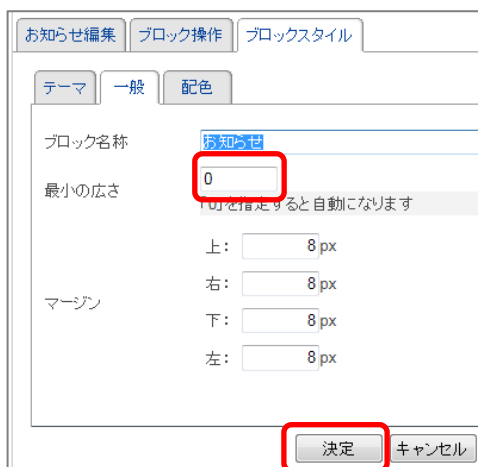 お知らせ編集 ブロック操作 ブロックスタイル
テーマ 一般 配色
ブロック名称 お知らせ
最小の広さ 0
「0」を指定すると自動になります
マージン
上: 8 px
右: 8 px
下: 8 px
左: 8 px
決定 キャンセル